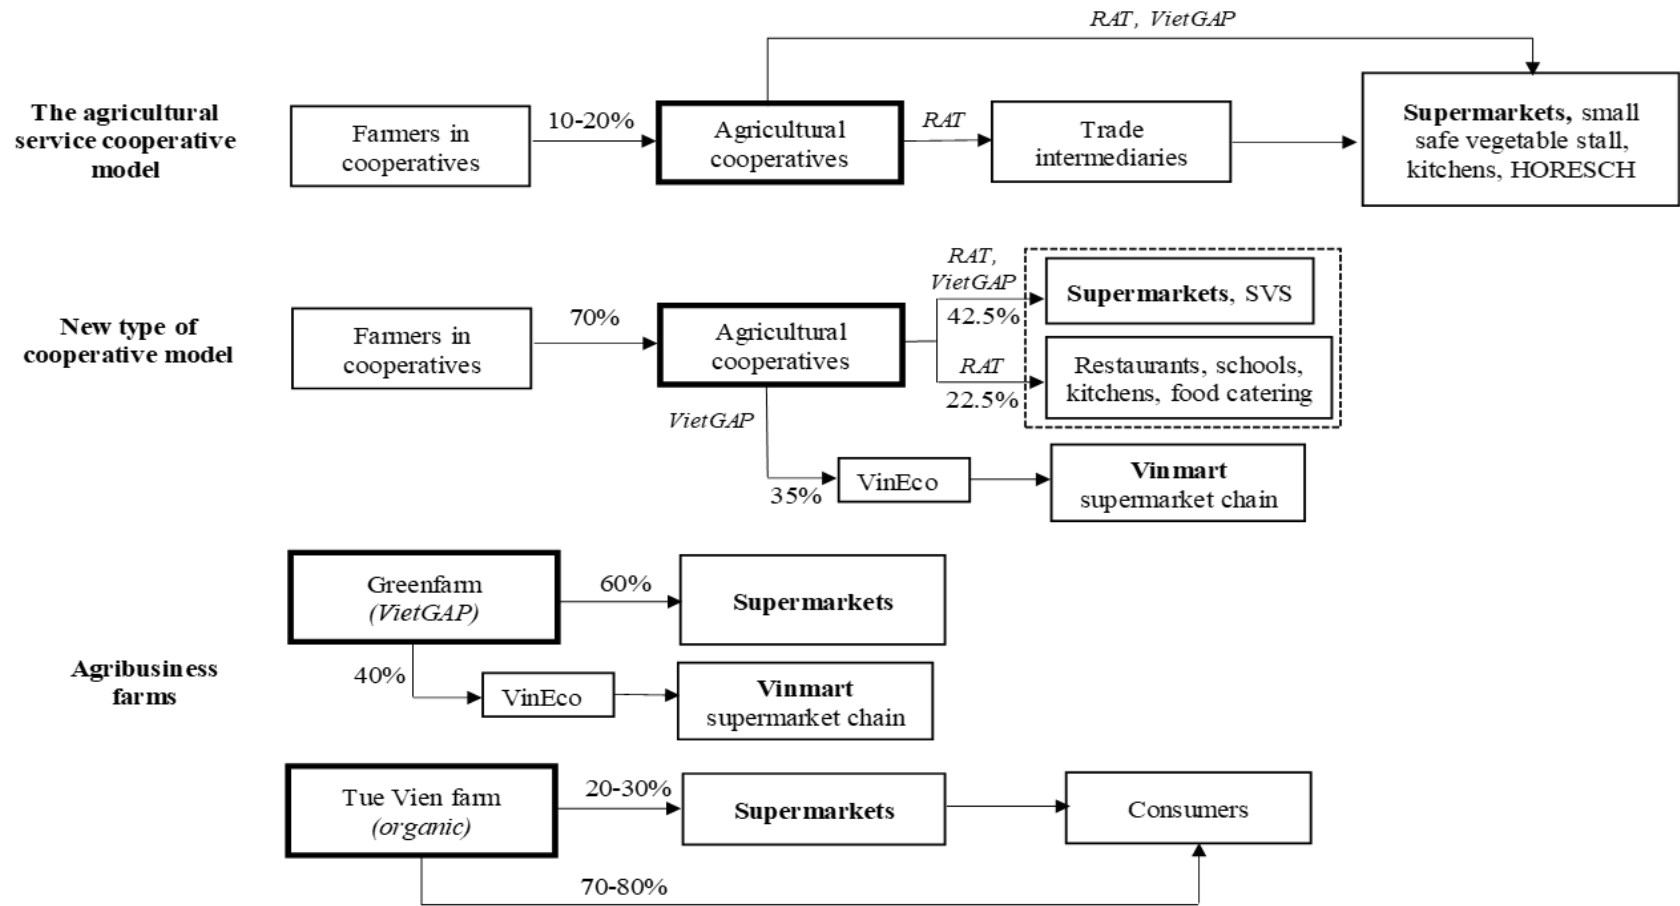 RAT, VietGAP
The agricultural
service cooperative
model
Farmers in
cooperatives
10-20%
Agricultural
cooperatives
RAT
Trade
intermediaries
Supermarkets, small
safe vegetable stall,
kitchens, HORESCH
New type of
cooperative model
Farmers in
cooperatives
70%
Agricultural
cooperatives
RAT,
VietGAP
42.5%
Supermarkets, SVS
RAT
22.5%
Restaurants, schools,
kitchens, food catering
VietGAP
35%
VinEco
Vinmart
supermarket chain
Agribusiness
farms
Greenfarm
(VietGAP)
60%
Supermarkets
40%
VinEco
Vinmart
supermarket chain
Tue Vien farm
(organic)
20-30%
Supermarkets
Consumers
70-80%